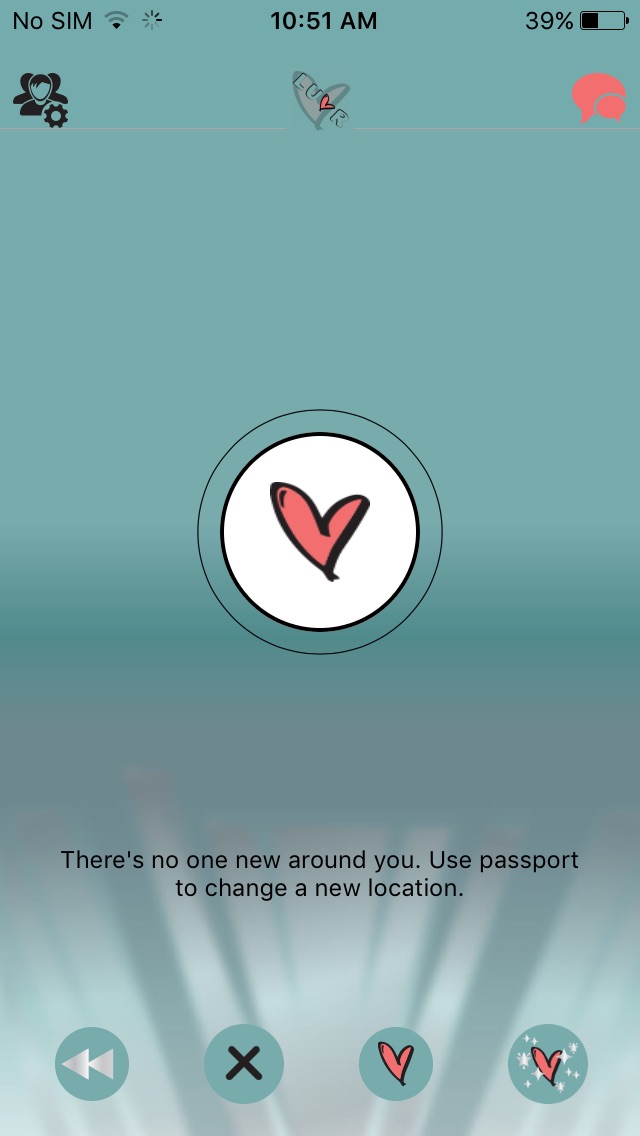 No SIM 10:51 AM 39%
There's no one new around you. Use passport
to change a new location.